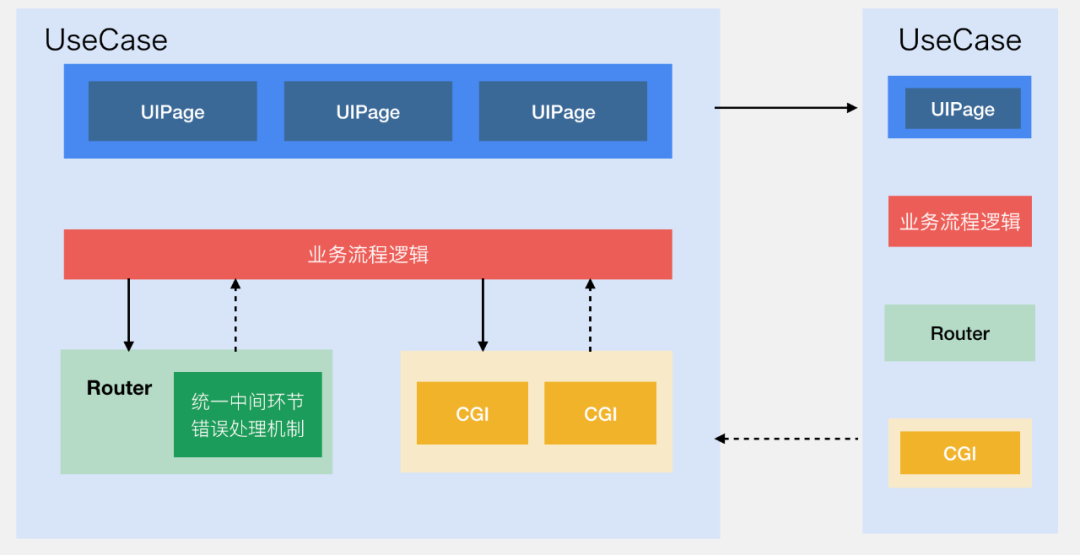 UseCase
UIPage
UIPage
UIPage
业务流程逻辑
Router
统一中间环节
错误处理机制
CGI
CGI
UseCase
UIPage
业务流程逻辑
Router
CGI